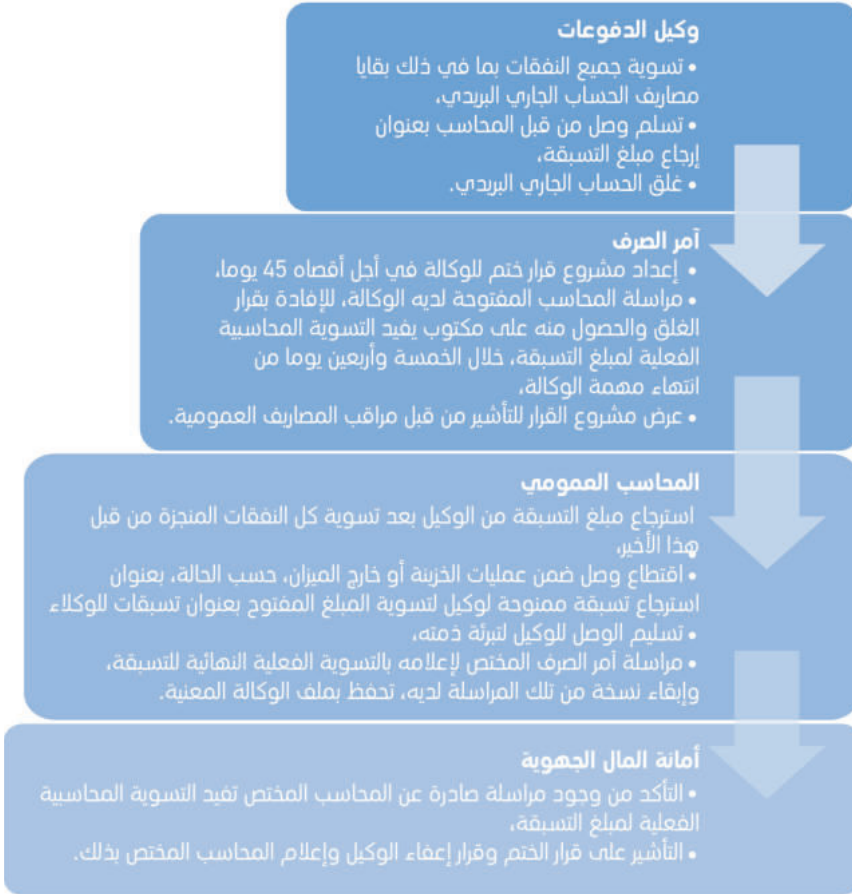 وكيل الدفوعات
• تسوية جميع النفقات بما في ذلك بقايا
مصاريف الحساب الجاري البريدي،
• تسلم وصل من قبل المحاسب بعنوان
إرجاع مبلغ التسبقة،
• غلق الحساب الجاري البريدي.
آمر الصرف
• إعداد مشروع قرار ختم للوكالة في أجل أقصاه 45 يوما،
• مراسلة المحاسب المفتوحة لديه الوكالة، للإفادة بقرار
الغلق والحصول منه على مكتوب يفيد التسوية المحاسبية
الفعلية لمبلغ التسبقة، خلال الخمسة وأربعين يوما من
انتهاء مهمة الوكالة،
• عرض مشروع القرار للتأشير من قبل مراقب المصاريف العمومية.
المحاسب العمومي
استرجاع مبلغ التسبقة من الوكيل بعد تسوية كل النفقات المنجزة من قبل
هذا الأخير،
• اقتطاع وصل ضمن عمليات الخزينة أو خارج الميزان، حسب الحالة، بعنوان
استرجاع تسبقة ممنوحة لوكيل لتسوية المبلغ المفتوح بعنوان تسبقات للوكلاء
• تسليم الوصل للوكيل لتبرئة ذمته،
• مراسلة آمر الصرف المختص لإعلامه بالتسوية الفعلية النهائية للتسبقة،
وإبقاء نسخة من تلك المراسلة لديه، تحفظ بملف الوكالة المعنية.
أمانة المال الجهوية
• التأكد من وجود مراسلة صادرة عن المحاسب المختص تفيد التسوية المحاسبية
الفعلية لمبلغ التسبقة،
• التأشير على قرار الختم وقرار إعفاء الوكيل وإعلام المحاسب المختص بذلك.